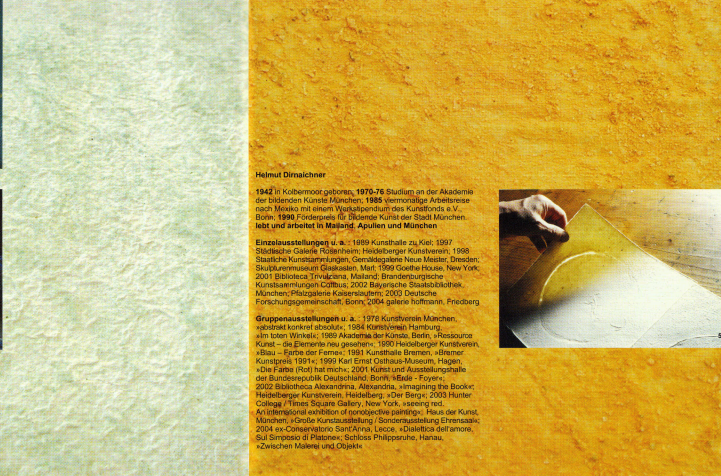 Helmut Dirnaichner
1942 in Kolbermoor geboren; 1970-76 Studium an der Akademie
der bildenden Künste München; 1985 viermonatige Arbeitsreise
nach Mexiko mit einem Werkstipendium des Kunstfonds e.V.,
Bonn; 1990 Förderpreis für bildende Kunst der Stadt München.
lebt und arbeitet in Mailand, Apulien und München
Einzelausstellungen u. a. : 1989 Kunsthalle zu Kiel; 1997
Städtische Galerie Rosenheim; Heidelberger Kunstverein; 1998
Staatliche Kunstsammlungen, Gemäldegalerie Neue Meister, Dresden;
Skulpturenmuseum Glaskasten, Marl; 1999 Goethe House, New York;
2001 Biblioteca Trivulziana, Mailand; Brandenburgische
Kunstsammlungen Cottbus; 2002 Bayerische Staatsbibliothek,
München; Pfalzgalerie Kaiserslautern; 2003 Deutsche
Forschungsgemeinschaft, Bonn; 2004 galerie hoffmann, Friedberg
Gruppenausstellungen u. a. : 1978 Kunstverein München,
»abstrakt konkret absolut«; 1984 Kunstverein Hamburg,
»Im toten Winkel«; 1989 Akademie der Künste, Berlin, »Ressource
Kunst – die Elemente neu gesehen«; 1990 Heidelberger Kunstverein,
»Blau – Farbe der Ferne«; 1991 Kunsthalle Bremen, »Bremer
Kunstpreis 1991«; 1999 Karl Ernst Osthaus-Museum, Hagen,
»Die Farbe (Rot) hat mich«; 2001 Kunst und Ausstellungshalle
der Bundesrepublik Deutschland, Bonn, »Erde - Foyer«;
2002 Bibliotheca Alexandrina, Alexandria, »Imagining the Book«;
Heidelberger Kunstverein, Heidelberg, »Der Berg«; 2003 Hunter
College / Times Square Gallery, New York, »seeing red.
An international exhibition of nonobjective painting«; Haus der Kunst,
München, »Große Kunstausstellung / Sonderausstellung Ehrensaal«;
2004 ex-Conservatorio Sant'Anna, Lecce, »Dialettica dell'amore,
Sul Simposio di Platone«; Schloss Philippsruhe, Hanau,
»Zwischen Malerei und Objekt«